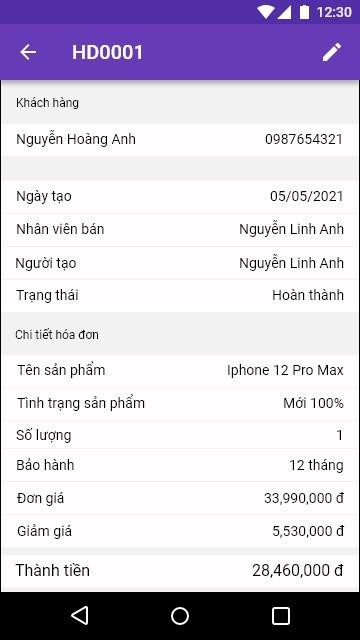 12:30
HD0001
Khách hàng
Nguyễn Hoàng Anh 0987654321
Ngày tạo 05/05/2021
Nhân viên bán Nguyễn Linh Anh
Người tạo Nguyễn Linh Anh
Trạng thái Hoàn thành
Chi tiết hóa đơn
Tên sản phẩm Iphone 12 Pro Max
Tình trạng sản phẩm Mới 100%
Số lượng 1
Bảo hành 12 tháng
Đơn giá 33,990,000 đ
Giảm giá 5,530,000 đ
Thành tiền 28,460,000 đ